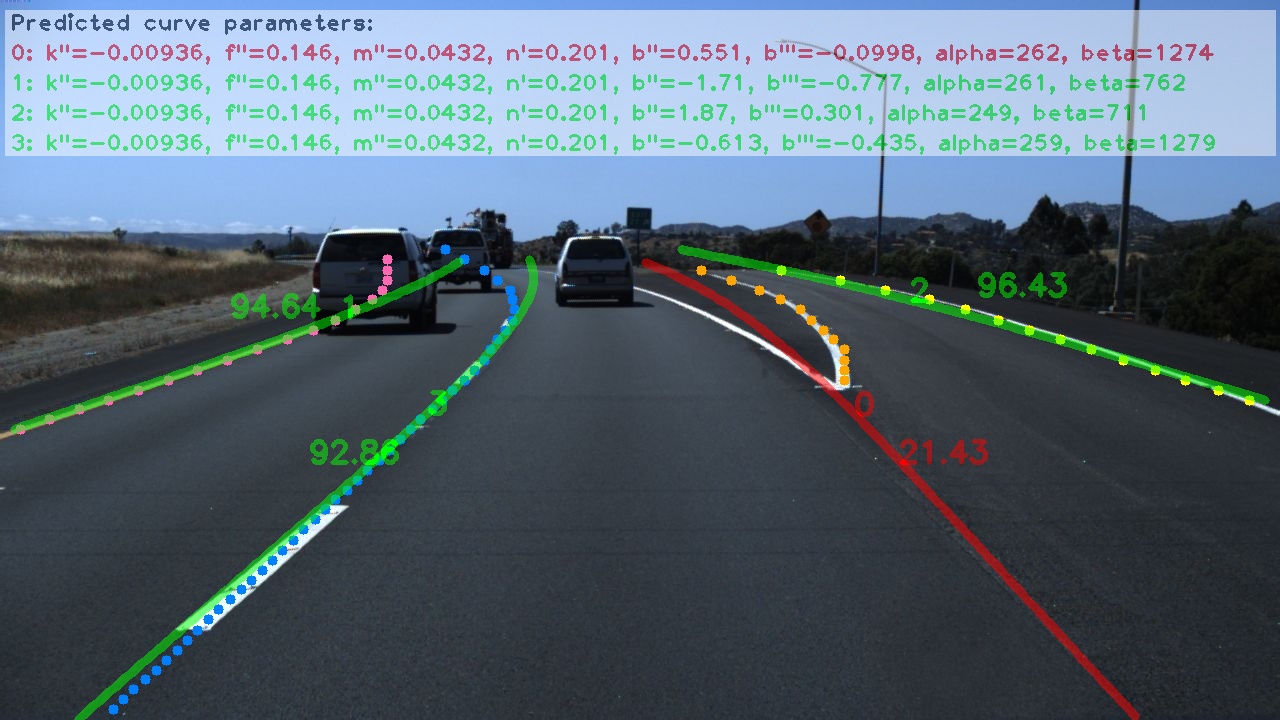 Predicted curve parameters:
0: k''=-0.00936, f''=0.146, m''=0.0432, n'=0.201, b''=0.551, b'''=-0.0998, alpha=262, beta=1274
1: k''=-0.00936, f''=0.146, m''=0.0432, n'=0.201, b''=-1.71, b'''=-0.777, alpha=261, beta=762
2: k''=-0.00936, f''=0.146, m''=0.0432, n'=0.201, b''=1.87, b'''=0.301, alpha=249, beta=711
3: k''=-0.00936, f''=0.146, m''=0.0432, n'=0.201, b''=-0.613, b'''=-0.435, alpha=259, beta=1279
94.64 1
2 96.43
3
0
92.86
21.43